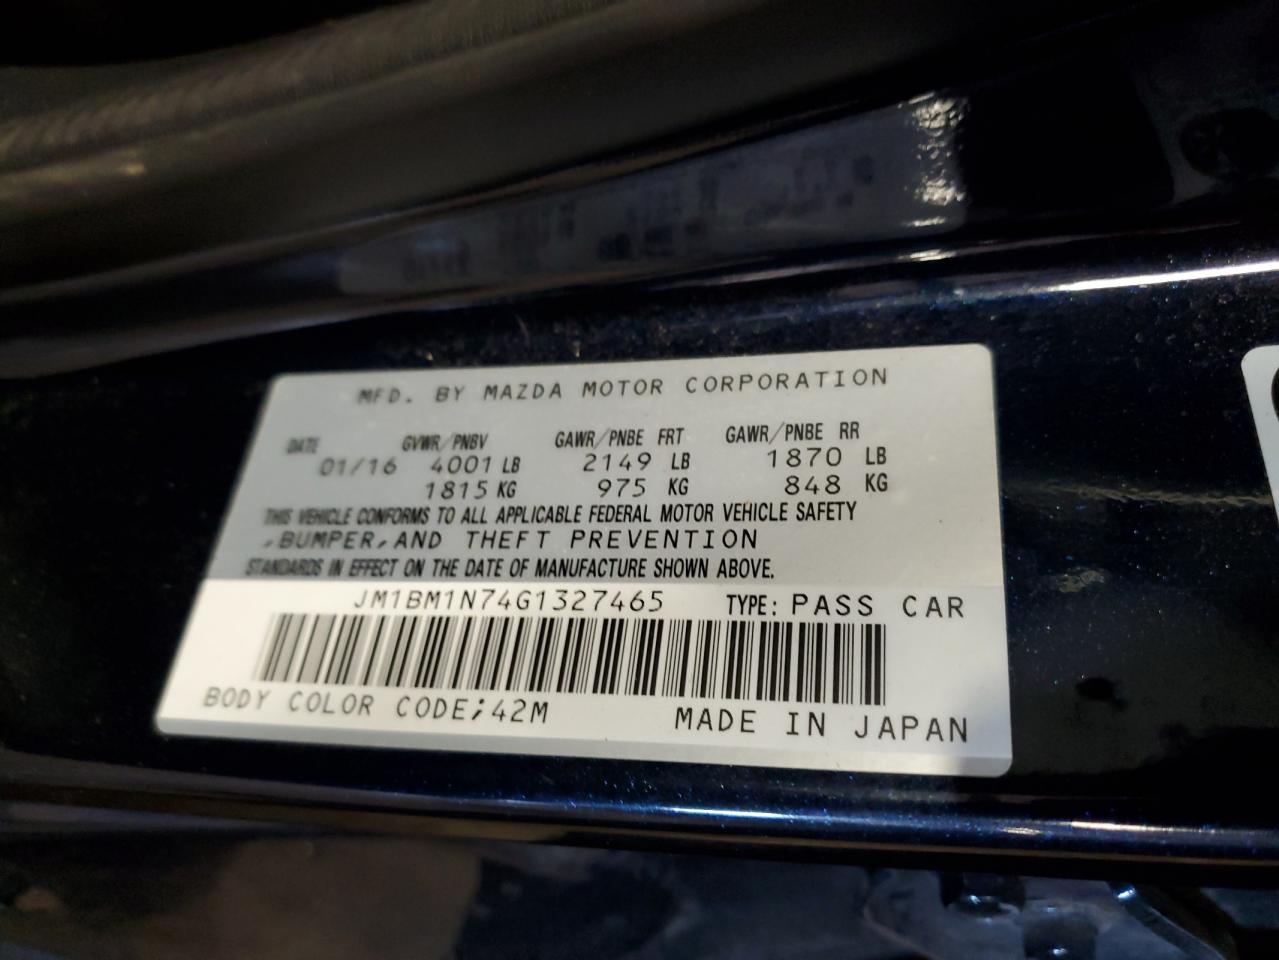 MFD. BY MAZDA MOTOR CORPORATION
DATE GVWR/PNBV GAWR/PNBE FRT GAWR/PNBE RR
01/16 4001 LB 2149 LB 1870 LB
1815 KG 975 KG 848 KG
THIS VEHICLE CONFORMS TO ALL APPLICABLE FEDERAL MOTOR VEHICLE SAFETY
,BUMPER,AND THEFT PREVENTION
STANDARDS IN EFFECT ON THE DATE OF MANUFACTURE SHOWN ABOVE.
JM1BM1N74G1327465 TYPE: PASS CAR
BODY COLOR CODE;42M MADE IN JAPAN